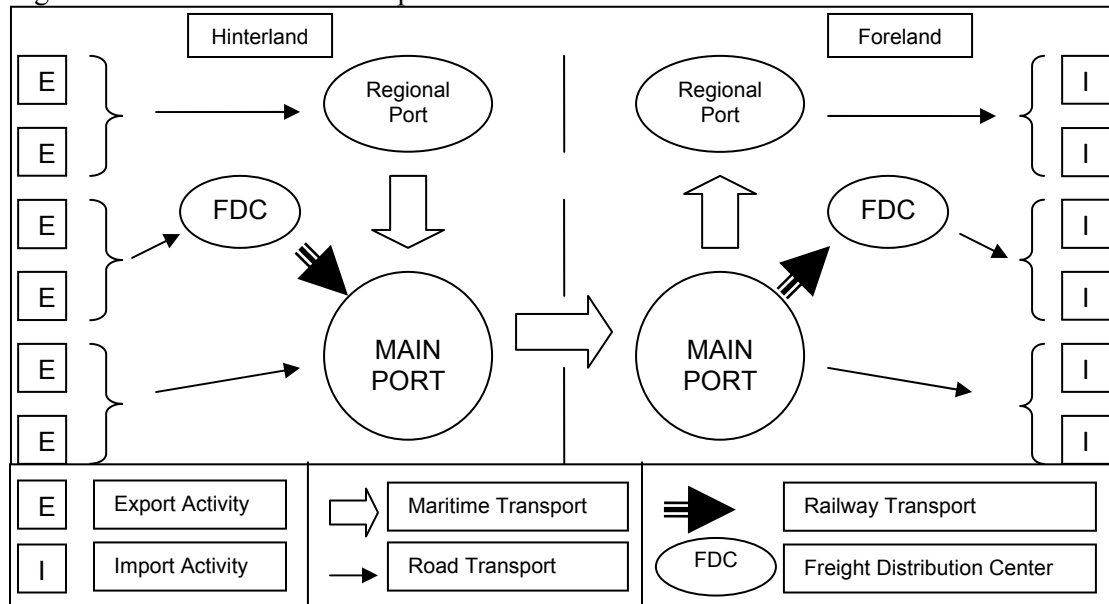 Hinterland
Foreland
E
E
E
E
E
E
Regional
Port
FDC
MAIN
PORT
Regional
Port
FDC
MAIN
PORT
I
I
I
I
I
I
E
Export Activity
I
Import Activity
Maritime Transport
Road Transport
Railway Transport
FDC
Freight Distribution Center